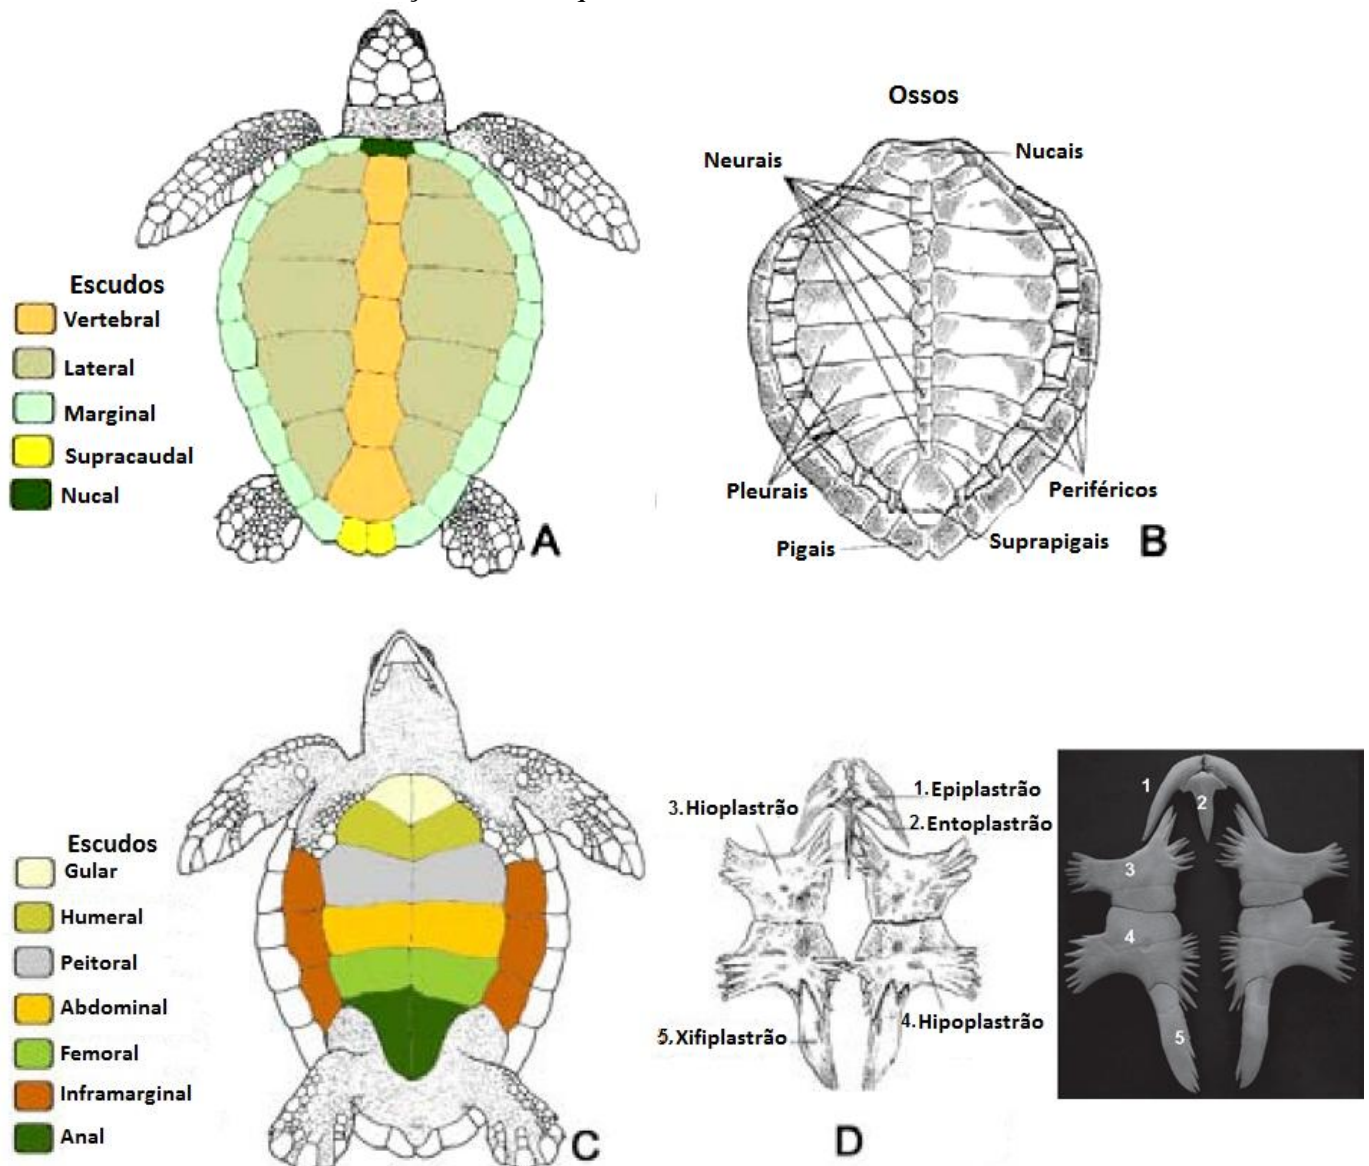 Escudos
Vertebral
Lateral
Marginal
Supracaudal
Nucal
A
Ossos
Neurais
Nucais
Pleurais
Periféricos
Pigais
Suprapigais
B
Escudos
Gular
Humeral
Peitoral
Abdominal
Femoral
Inframarginal
Anal
C
3.Hioplastrão
1.Epiplastrão
2.Entoplastrão
4.Hipoplastrão
5.Xifiplastrão
D
1
2
3
4
5